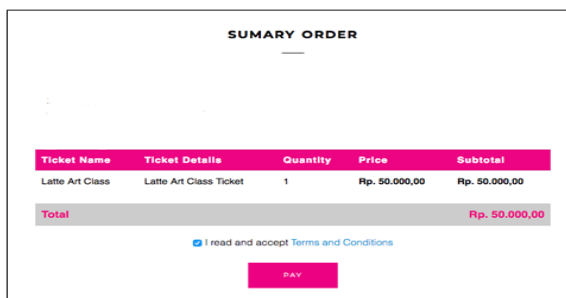 SUMARY ORDER
Ticket Name Ticket Details Quantity Price Subtotal
Latte Art Class Latte Art Class Ticket 1 Rp. 50.000,00 Rp. 50.000,00
Total Rp. 50.000,00
I read and accept Terms and Conditions
PAY